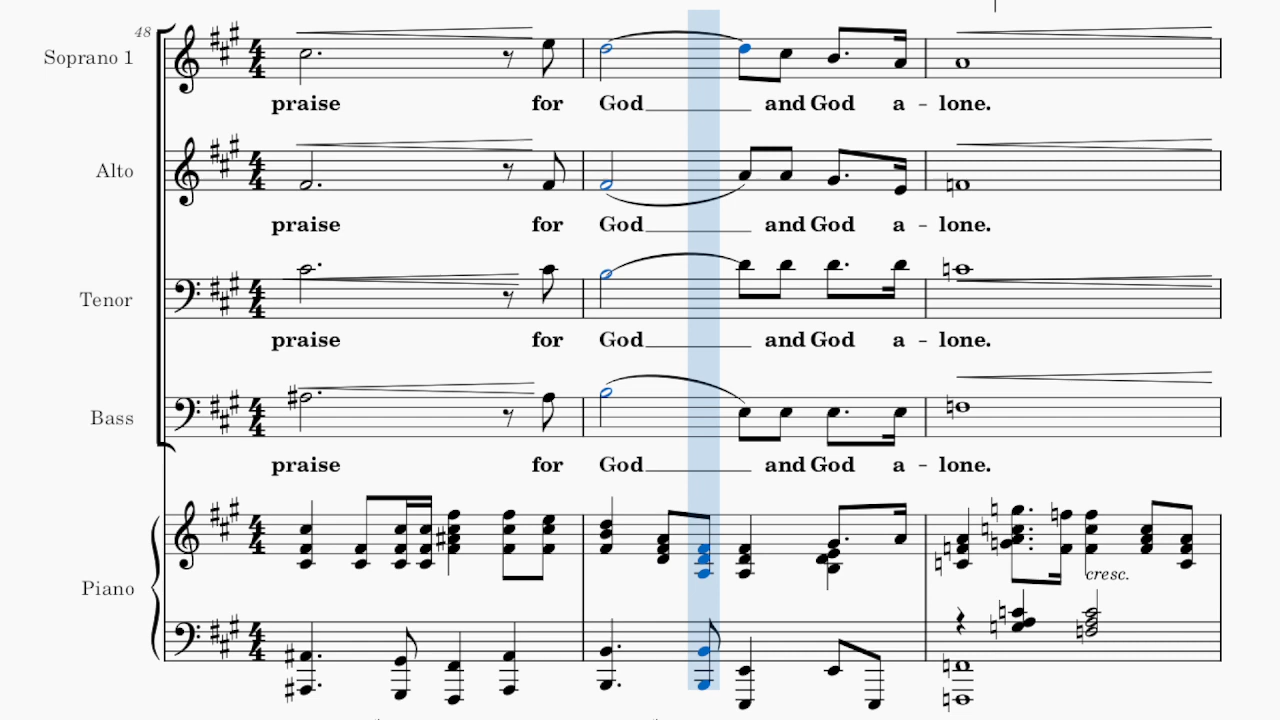 48
Soprano 1
praise for God and God a - lone.
Alto
praise for God and God a - lone.
Tenor
praise for God and God a - lone.
Bass
praise for God and God a - lone.
Piano
cresc.